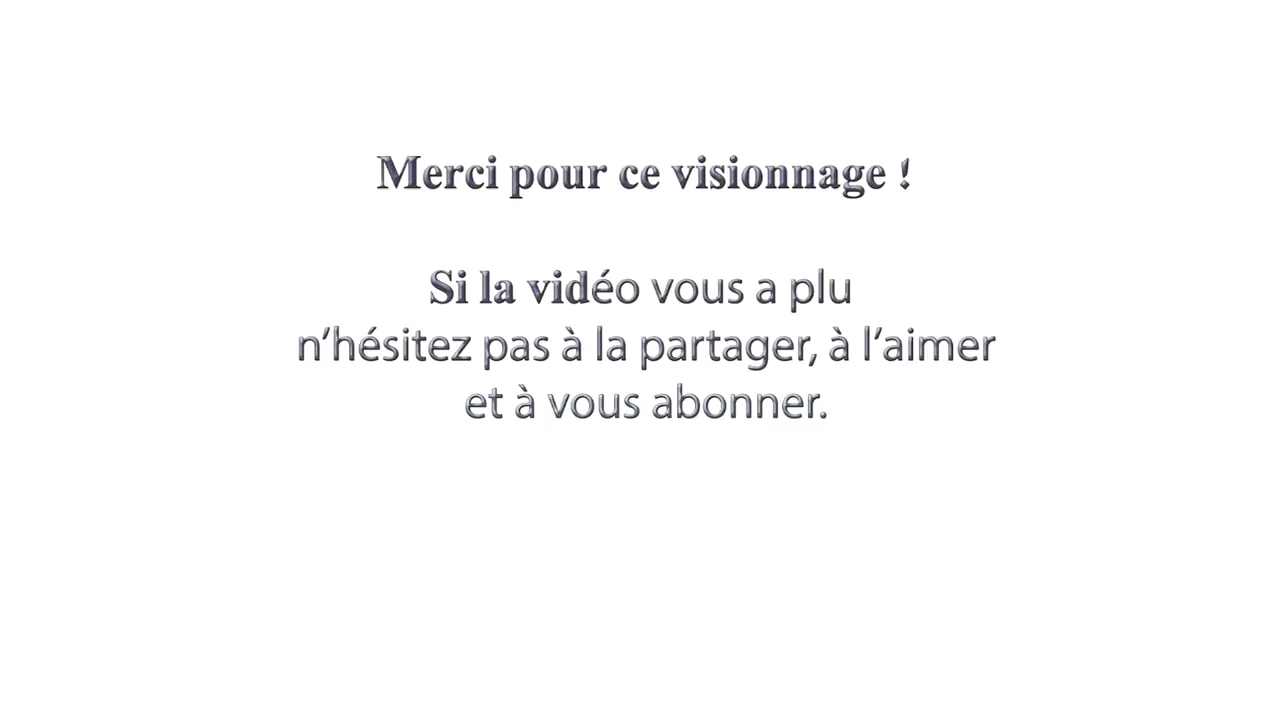 Merci pour ce visionnage !
Si la vidéo vous a plu
n’hésitez pas à la partager, à l’aimer
et à vous abonner.